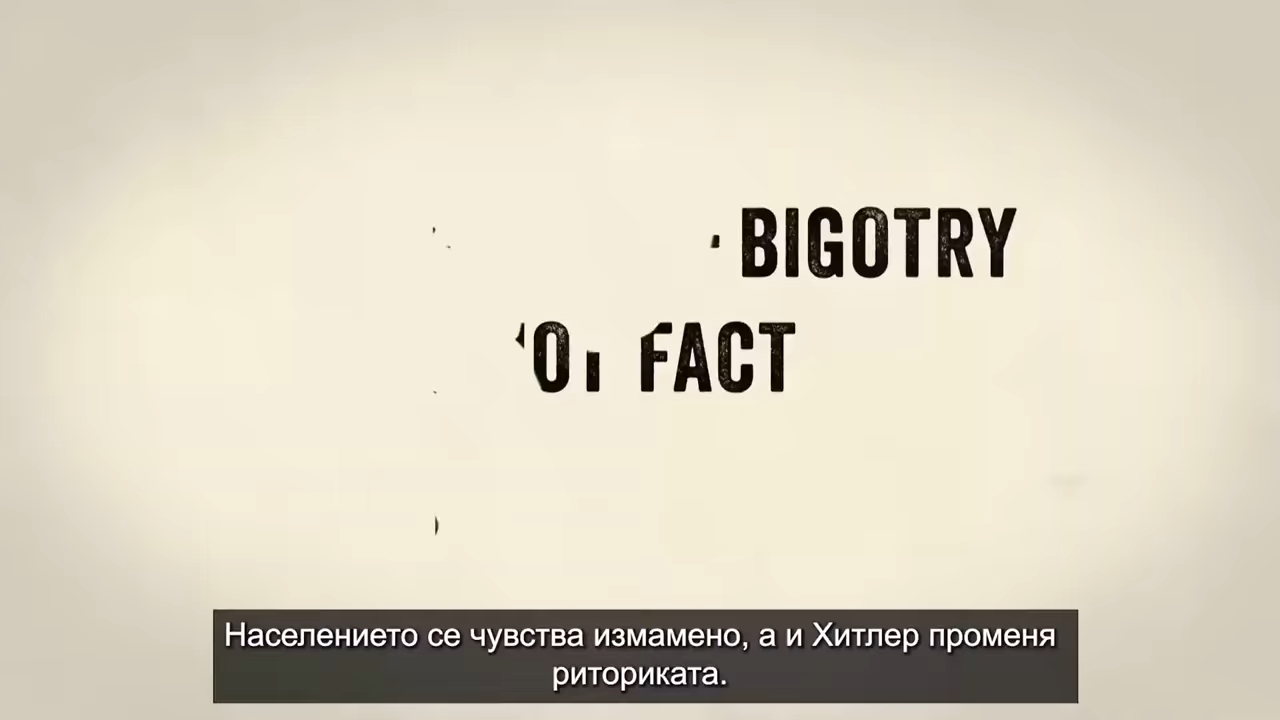 BIGOTRY
FACT
Населението се чувства измамено, а и Хитлер променя
риториката.